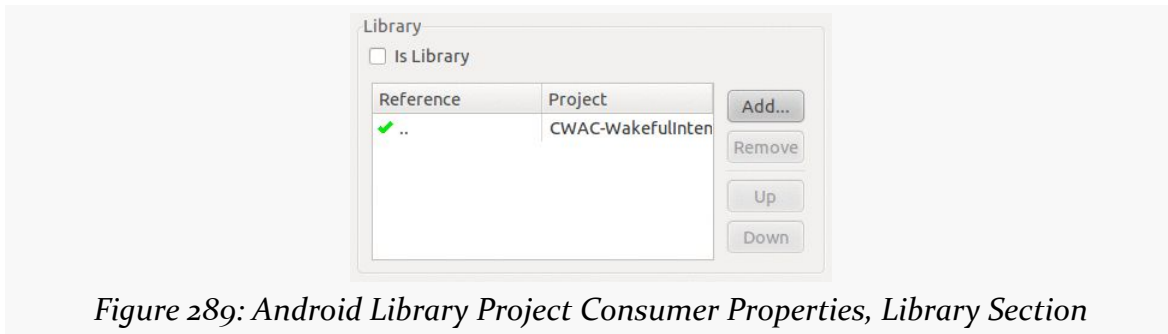 Library
Is Library
Reference Project Add...
.. CWAC-WakefulInten
Remove
Up
Down
Figure 289: Android Library Project Consumer Properties, Library Section